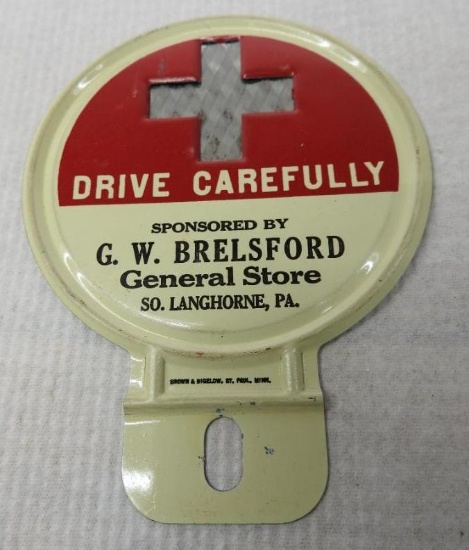 DRIVE CAREFULLY
SPONSORED BY
G. W. BRELSFORD
General Store
SO. LANGHORNE, PA.
BROWN & BIGELOW, ST. PAUL, MINN.